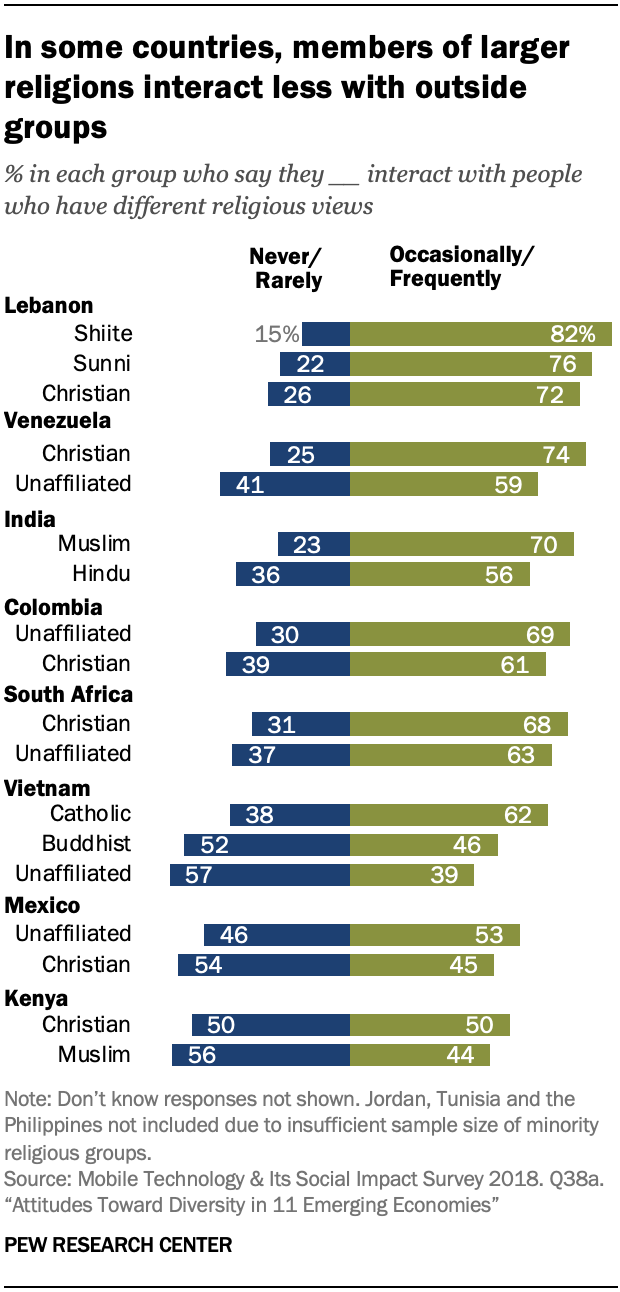 In some countries, members of larger
religions interact less with outside
groups
% in each group who say they __ interact with people
who have different religious views
Never/
Rarely
Occasionally/
Frequently
Lebanon
Shiite 15% 82%
Sunni 22 76
Christian 26 72
Venezuela
Christian 25 74
Unaffiliated 41 59
India
Muslim 23 70
Hindu 36 56
Colombia
Unaffiliated 30 69
Christian 39 61
South Africa
Christian 31 68
Unaffiliated 37 63
Vietnam
Catholic 38 62
Buddhist 52 46
Unaffiliated 57 39
Mexico
Unaffiliated 46 53
Christian 54 45
Kenya
Christian 50 50
Muslim 56 44
Note: Don’t know responses not shown. Jordan, Tunisia and the
Philippines not included due to insufficient sample size of minority
religious groups.
Source: Mobile Technology & Its Social Impact Survey 2018. Q38a.
“Attitudes Toward Diversity in 11 Emerging Economies”
PEW RESEARCH CENTER